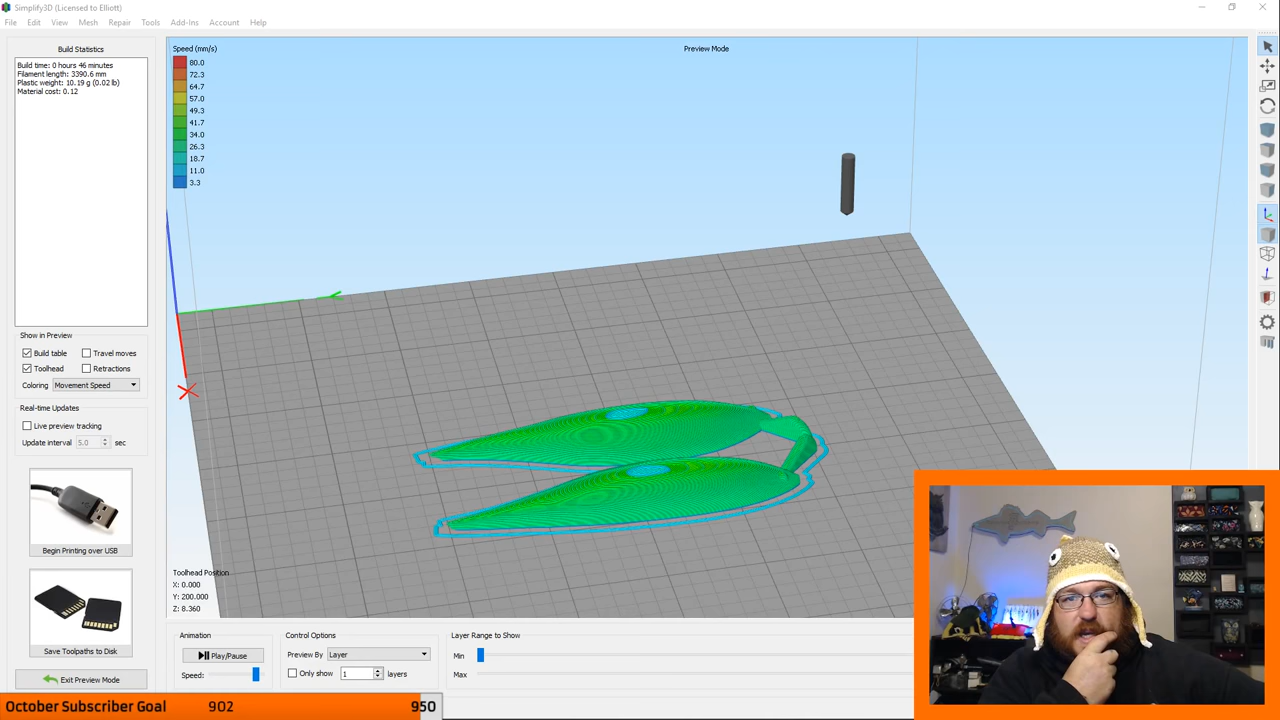 Simplify3D (Licensed to Elliott)
File Edit View Mesh Repair Tools Add-Ins Account Help
Build Statistics
Build time: 0 hours 46 minutes
Filament length: 3390.6 mm
Plastic weight: 10.19 g (0.02 lb)
Material cost: 0.12
Speed (mm/s)
80.0
72.3
64.7
57.0
49.3
41.7
34.0
26.3
18.7
11.0
3.3
Preview Mode
Show in Preview
Build table Travel moves
Toolhead Retractions
Coloring Movement Speed
Real-time Updates
Live preview tracking
Update interval 5.0 sec
Begin Printing over USB
Save Toolpaths to Disk
Exit Preview Mode
Toolhead Position
X: 0.000
Y: 200.000
Z: 8.360
Animation
Play/Pause
Speed:
Control Options
Preview By Layer
Only show 1 layers
Layer Range to Show
Min
Max
October Subscriber Goal 902 950